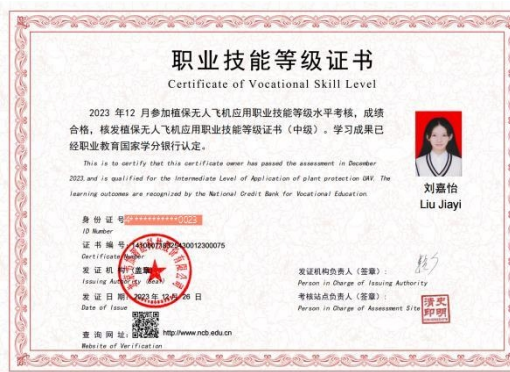 职业技能等级证书
Certificate of Vocational Skill Level
2023 年12 月参加植保无人飞机应用职业技能等级水平考核，成绩
合格，核发植保无人飞机应用职业技能等级证书（中级）。学习成果已
经职业教育国家学分银行认定。
This is to certify that this certificate owner has passed the assessment in December
2023,and is qualified for the Intermediate Level of Application of plant protection UAV. The
learning outcomes are recognized by the National Credit Bank for Vocational Education.
刘嘉怡
Liu Jiayi
身 份 证 号
ID Number
证 书 编 号
Certificate Number
发 证 机 构（盖章）
Issuing Authority (Seal)
发 证 日 期：2023 年 12 月 26 日
Date of Issue
查 询 网 址： http://www.ncb.edu.cn
Website of Verification
发证机构负责人（签章）：
Person in Charge of Issuing Authority
考核站点负责人（签章）：
Person in Charge of Assessment Site